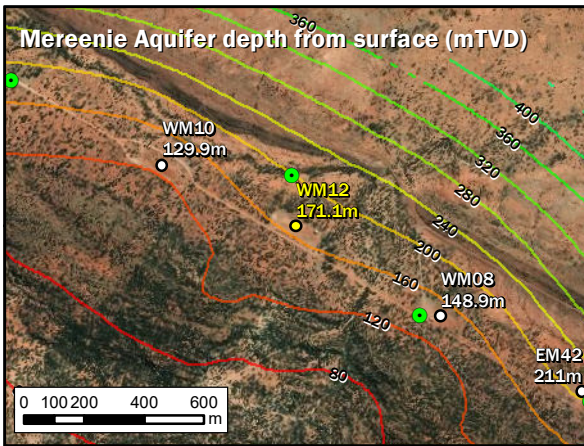 Mereenie Aquifer depth from surface (mTVD)
360
400
360
320
280
240
200
160
120
80
WM10
129.9m
WM12
171.1m
WM08
148.9m
EM42
211m
0 100 200 400 600
m